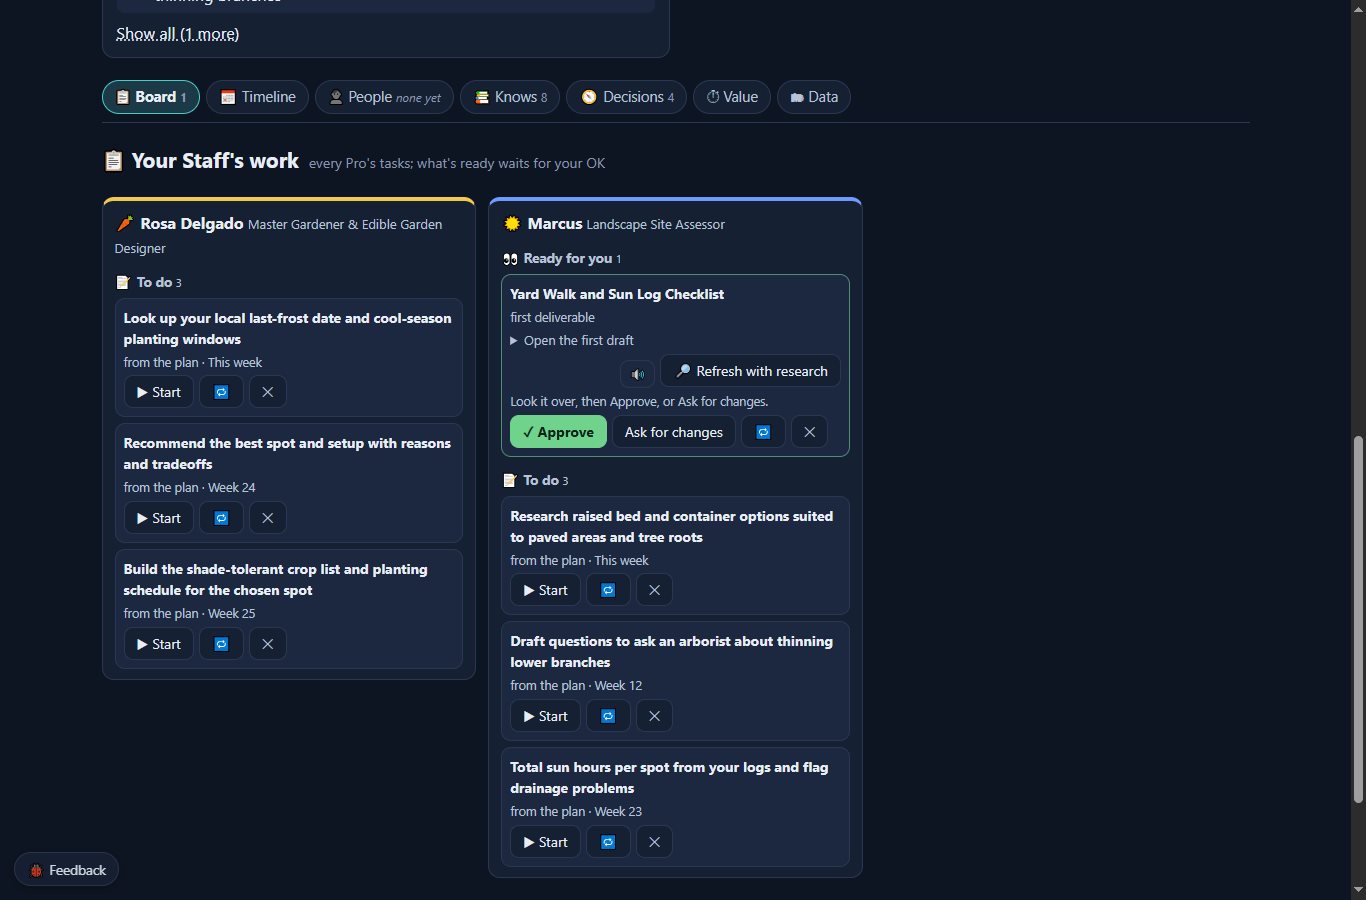 thinning branches
Show all (1 more)
Board 1
Timeline
People none yet
Knows 8
Decisions 4
Value
Data
Your Staff's work every Pro's tasks; what's ready waits for your OK
Rosa Delgado Master Gardener & Edible Garden
Designer
To do 3
Look up your local last-frost date and cool-season
planting windows
from the plan · This week
▶ Start
×
Recommend the best spot and setup with reasons
and tradeoffs
from the plan · Week 24
▶ Start
×
Build the shade-tolerant crop list and planting
schedule for the chosen spot
from the plan · Week 25
▶ Start
×
Marcus Landscape Site Assessor
Ready for you 1
Yard Walk and Sun Log Checklist
first deliverable
▶ Open the first draft
Refresh with research
Look it over, then Approve, or Ask for changes.
✓ Approve
Ask for changes
×
To do 3
Research raised bed and container options suited
to paved areas and tree roots
from the plan · This week
▶ Start
×
Draft questions to ask an arborist about thinning
lower branches
from the plan · Week 12
▶ Start
×
Total sun hours per spot from your logs and flag
drainage problems
from the plan · Week 23
▶ Start
×
Feedback